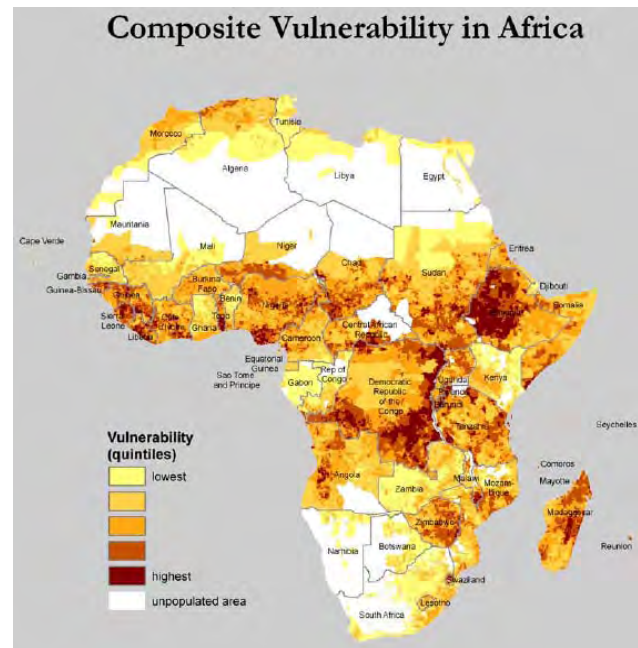 Composite Vulnerability in Africa
Tunisia
Morocco
Algeria
Libya
Egypt
Mauritania
Cape Verde
Mali
Niger
Chad
Sudan
Eritrea
Senegal
Gambia
Guinea-Bissau
Guinea
Sierra
Leone
Liberia
Burkina
Faso
Benin
Togo
Ghana
Nigeria
Djibouti
Somalia
Central African
Republic
Cameroon
Equatorial
Guinea
Sao Tome
and Principe
Gabon
Rep of
Congo
Democratic
Republic
of the
Congo
Uganda
Kenya
Burundi
Tanzania
Seychelles
Comoros
Mayotte
Angola
Zambia
Malawi
Mozam-
bique
Madagascar
Zimbabwe
Reunion
Namibia
Botswana
Swaziland
South Africa
Lesotho
Vulnerability
(quintiles)
lowest
highest
unpopulated area